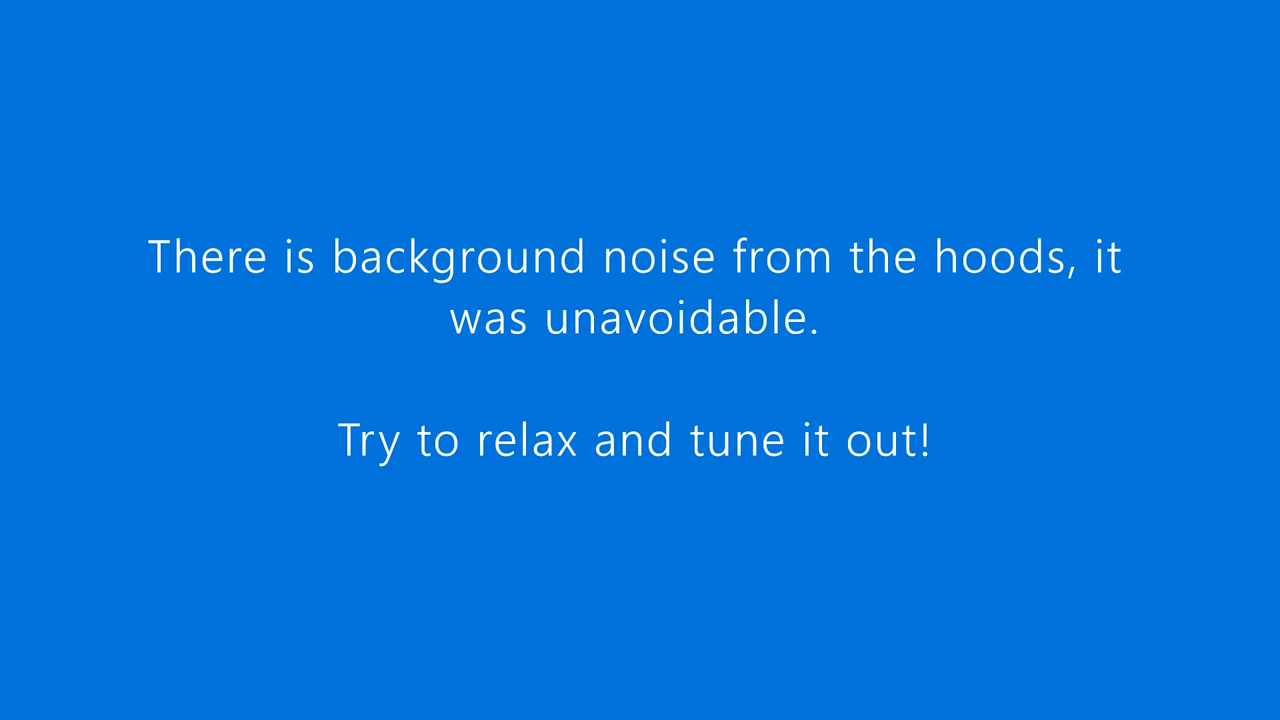 There is background noise from the hoods, it
was unavoidable.
Try to relax and tune it out!